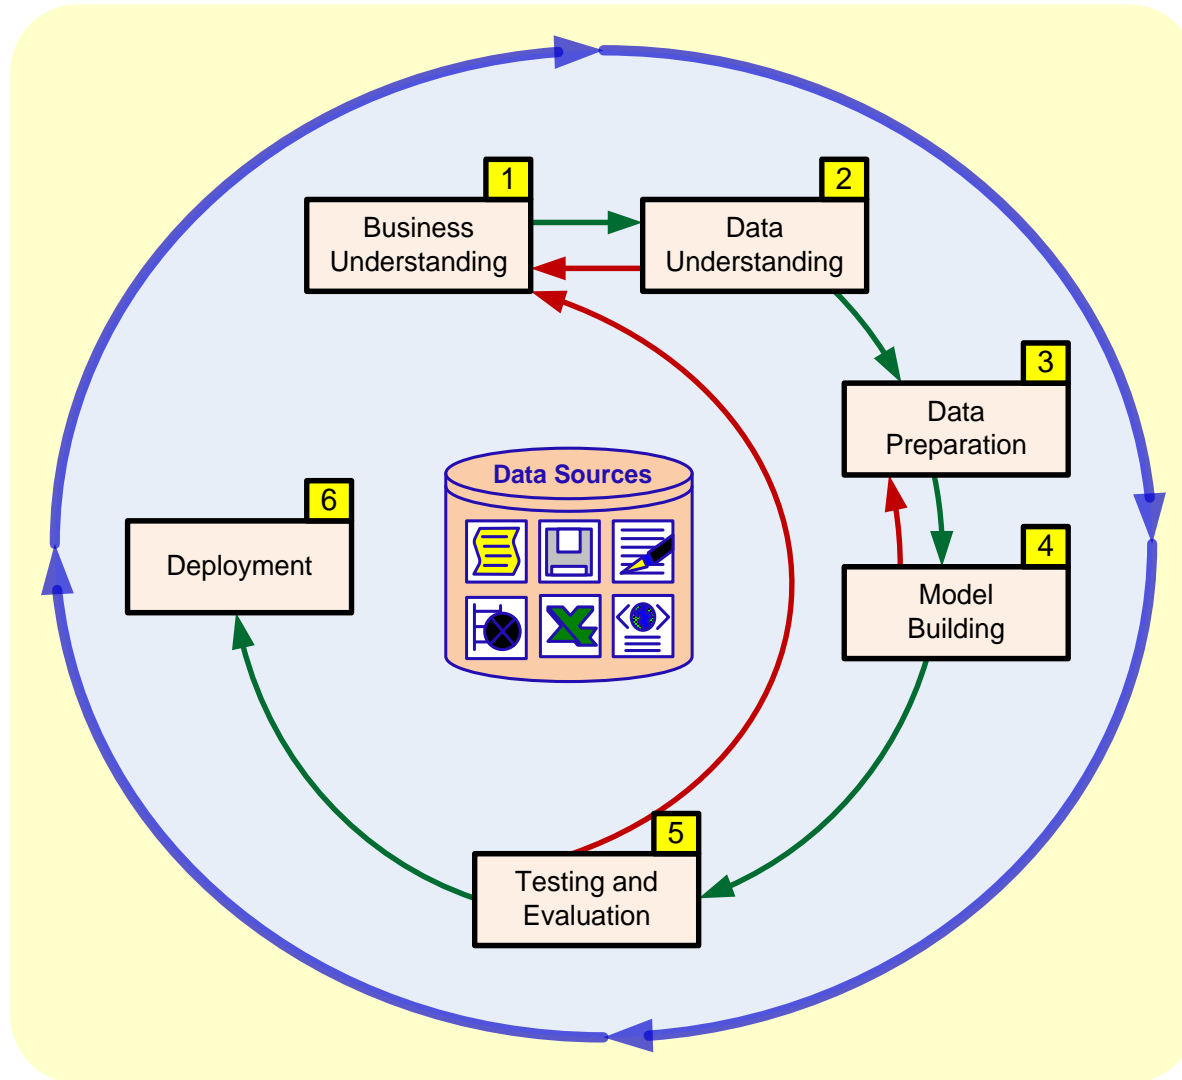 1
Business
Understanding
2
Data
Understanding
3
Data
Preparation
4
Model
Building
5
Testing and
Evaluation
6
Deployment
Data Sources